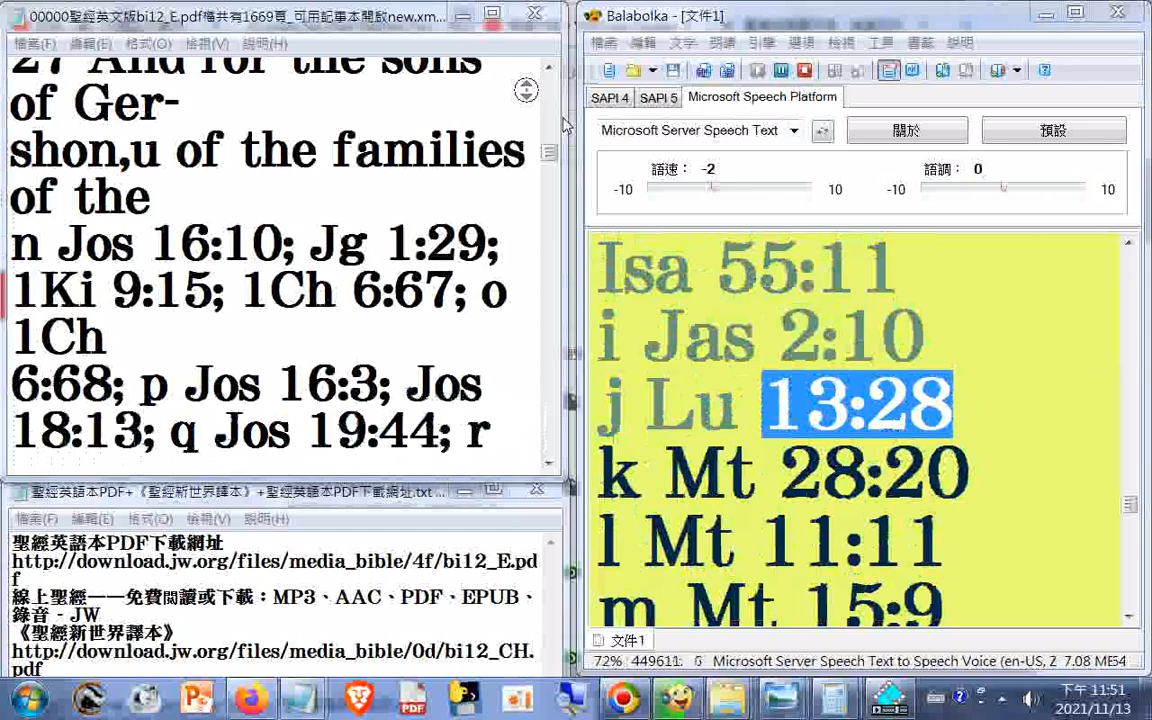 00000聖經英文版bi12_E.pdf檔共有1669頁_可用記事本開啟new.xm...
檔案(F) 編輯(E) 格式(O) 檢視(V) 說明(H)
27 And for the sons
of Ger-
shon,u of the families
of the
n Jos 16:10; Jg 1:29;
1Ki 9:15; 1Ch 6:67; o
1Ch
6:68; p Jos 16:3; Jos
18:13; q Jos 19:44; r
聖經英語本PDF+《聖經新世界譯本》+聖經英語本PDF下載網址.txt ...
檔案(F) 編輯(E) 格式(O) 檢視(V) 說明(H)
聖經英語本PDF下載網址
http://download.jw.org/files/media_bible/4f/bi12_E.pd
f
線上聖經——免費閱讀或下載：MP3、AAC、PDF、EPUB、
錄音 - JW
《聖經新世界譯本》
http://download.jw.org/files/media_bible/0d/bi12_CH.
pdf
Balabolka - [文件1]
檔案 編輯 文字 朗讀 引擎 選項 檢視 工具 書籤 說明
SAPI 4 SAPI 5 Microsoft Speech Platform
Microsoft Server Speech Text 關於 預設
語速： -2 語調： 0
-10 10 -10 10
Isa 55:11
i Jas 2:10
j Lu 13:28
k Mt 28:20
l Mt 11:11
m Mt 15:9
文件1
72% 449611. Microsoft Server Speech Text to Speech Voice (en-US, Z 7.08 ME54
下午 11:51
2021/11/13